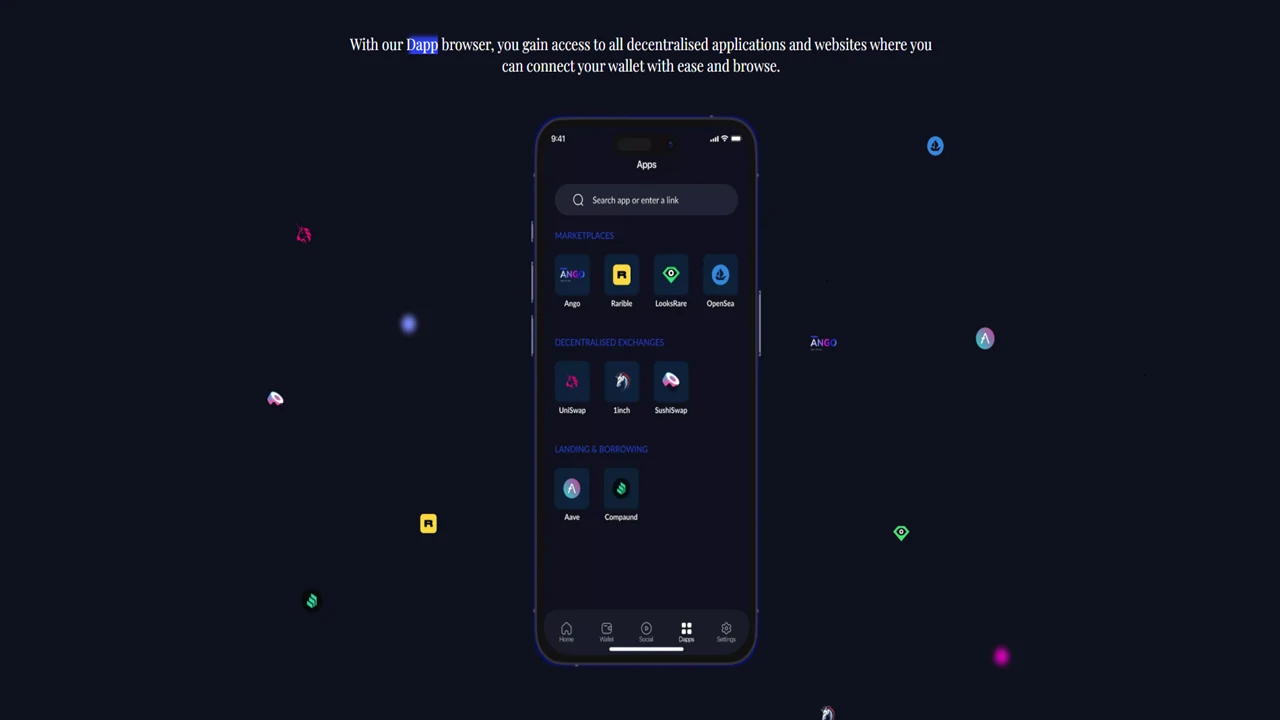 With our Dapp browser, you gain access to all decentralised applications and websites where you
can connect your wallet with ease and browse.
9:41
Apps
Search app or enter a link
MARKETPLACES
ANGO
R
Ango Rarible LooksRare OpenSea
DECENTRALISED EXCHANGES
ANGO
UniSwap 1inch SushiSwap
LANDING & BORROWING
Aave Compaund
R
Home Wallet Social Dapps Settings